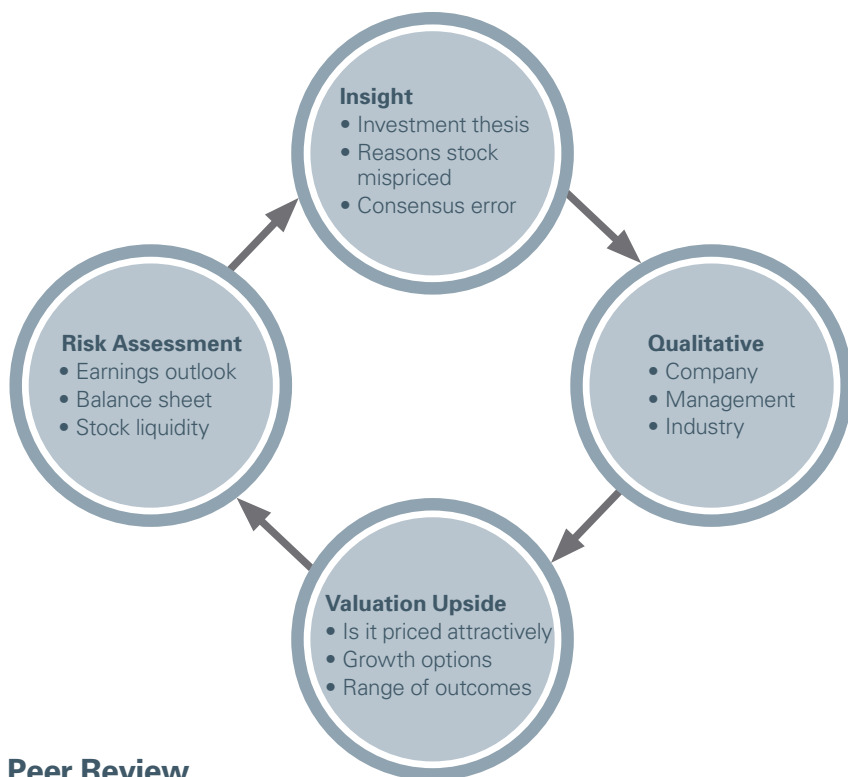 Insight
• Investment thesis
• Reasons stock
mispriced
• Consensus error
Qualitative
• Company
• Management
• Industry
Valuation Upside
• Is it priced attractively
• Growth options
• Range of outcomes
Risk Assessment
• Earnings outlook
• Balance sheet
• Stock liquidity
Peer Review